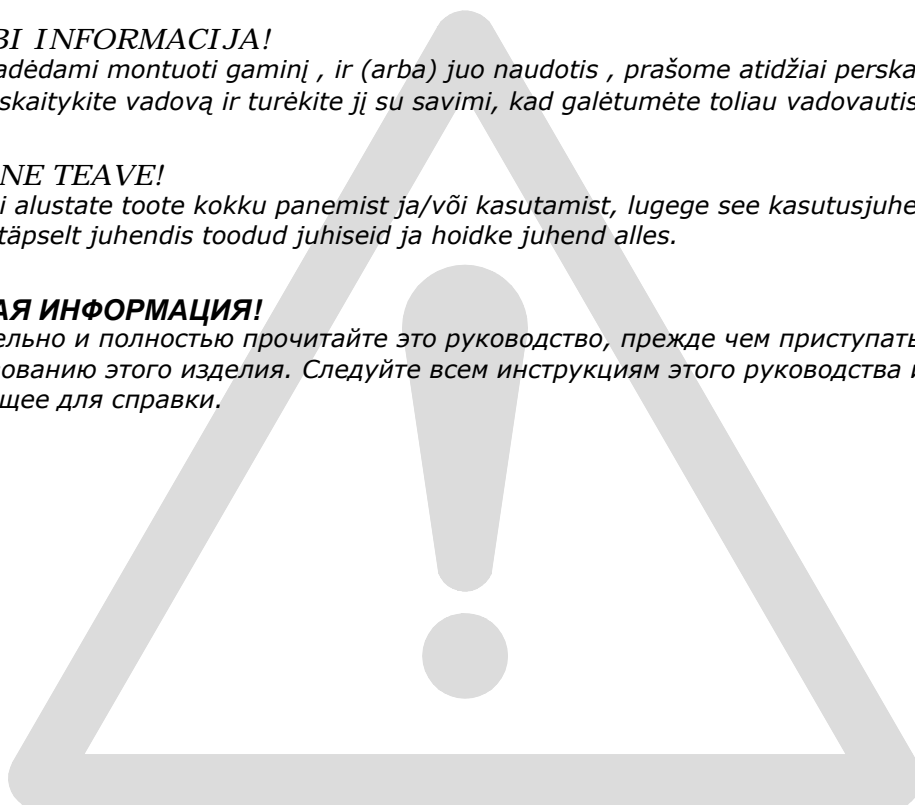 BI INFORMACIJA!
adėdami montuoti gaminį , ir (arba) juo naudotis , prašome atidžiai perska
skaitykite vadovą ir turėkite jį su savimi, kad galėtumėte toliau vadovautis
NE TEAVE!
i alustate toote kokku panemist ja/või kasutamist, lugege see kasutusjuhe
täpselt juhendis toodud juhiseid ja hoidke juhend alles.
АЯ ИНФОРМАЦИЯ!
ельно и полностью прочитайте это руководство, прежде чем приступать
ованию этого изделия. Следуйте всем инструкциям этого руководства и
щее для справки.